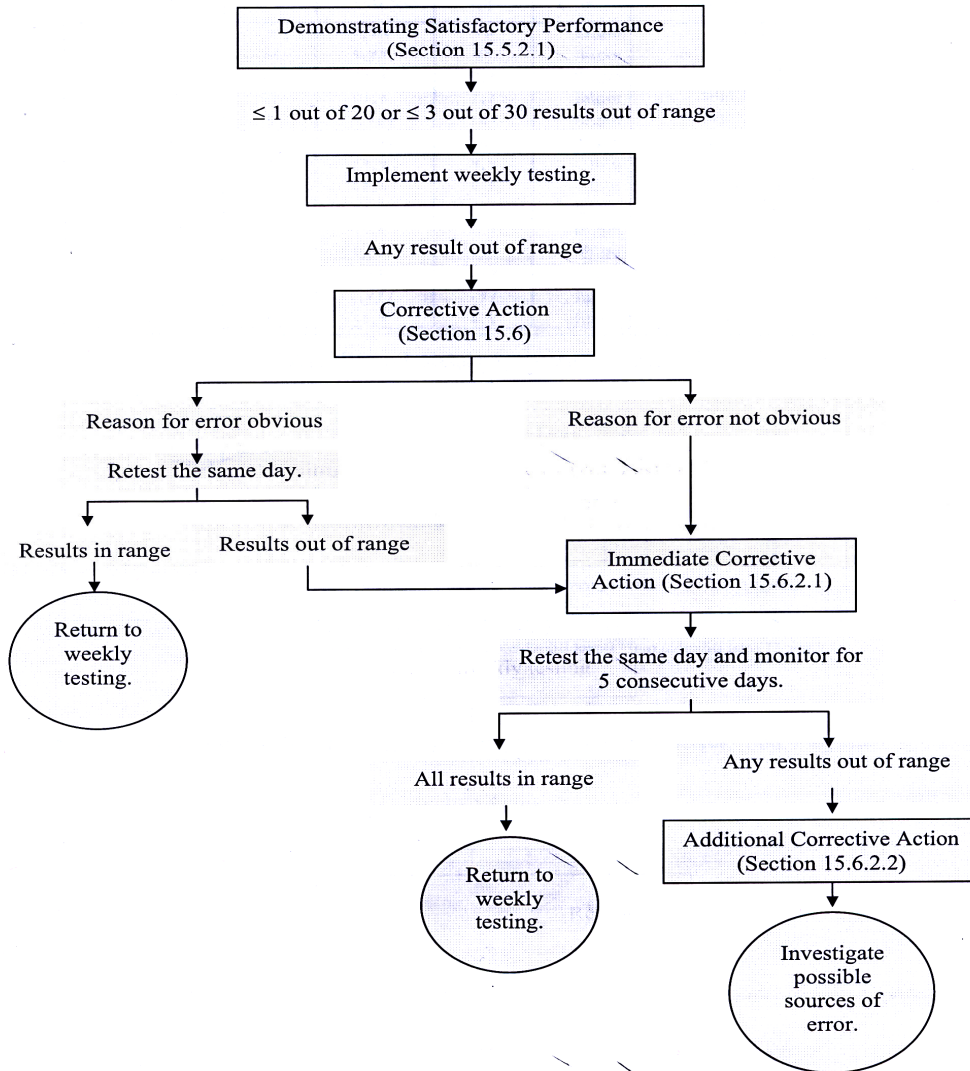 Demonstrating Satisfactory Performance
(Section 15.5.2.1)
≤ 1 out of 20 or ≤ 3 out of 30 results out of range
Implement weekly testing.
Any result out of range
Corrective Action
(Section 15.6)
Reason for error obvious
Reason for error not obvious
Retest the same day.
Results in range
Results out of range
Immediate Corrective
Action (Section 15.6.2.1)
Return to
weekly
testing.
Retest the same day and monitor for
5 consecutive days.
All results in range
Any results out of range
Additional Corrective Action
(Section 15.6.2.2)
Return to
weekly
testing.
Investigate
possible
sources of
error.